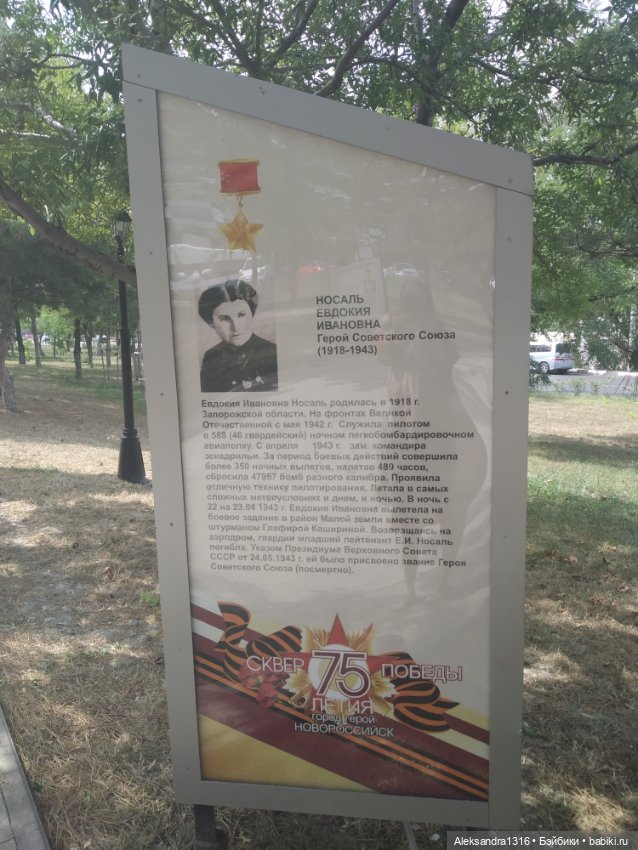 НОСАЛЬ
ЕВДОКИЯ
ИВАНОВНА
Герой Советского Союза
(1918-1943)
Евдокия Ивановна Носаль родилась в 1918 г.
Запорожской области. На фронтах Великой
Отечественной с мая 1942 г. Служила пилотом
в 588 (46 гвардейский) ночном легкобомбардировочном
авиаполку. С апреля 1943 г. зам. командира
эскадрильи. За период боевых действий совершила
более 350 ночных вылетов, налетав 489 часов,
сбросила 47957 бомб разного калибра. Проявила
отличную технику пилотирования. Летала в самых
сложных метеоусловиях и днем, и ночью. В ночь с
22 на 23.04 1943 г. Евдокия Ивановна вылетела на
боевое задание в район Малой земли вместе со
штурманом Глафирой Кашириной. Возвращаясь на
аэродром, гвардии младший лейтенант Е.И. Носаль
погибла. Указом Президиума Верховного Совета
СССР от 24.05.1943 г. ей было присвоено звание Героя
Советского Союза (посмертно).
СКВЕР 75 ПОБЕДЫ
ЛЕТИЯ
город герой
НОВОРОССИЙСК
Aleksandra1316 • Бэйбики • babiki.ru